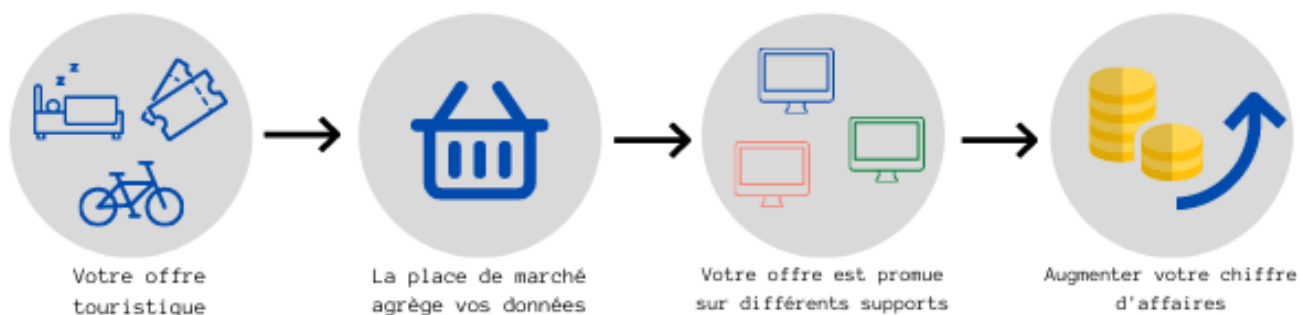 z
z
z
Votre offre
touristique
La place de marché
agrège vos données
Votre offre est promue
sur différents supports
Augmenter votre chiffre
d'affaires